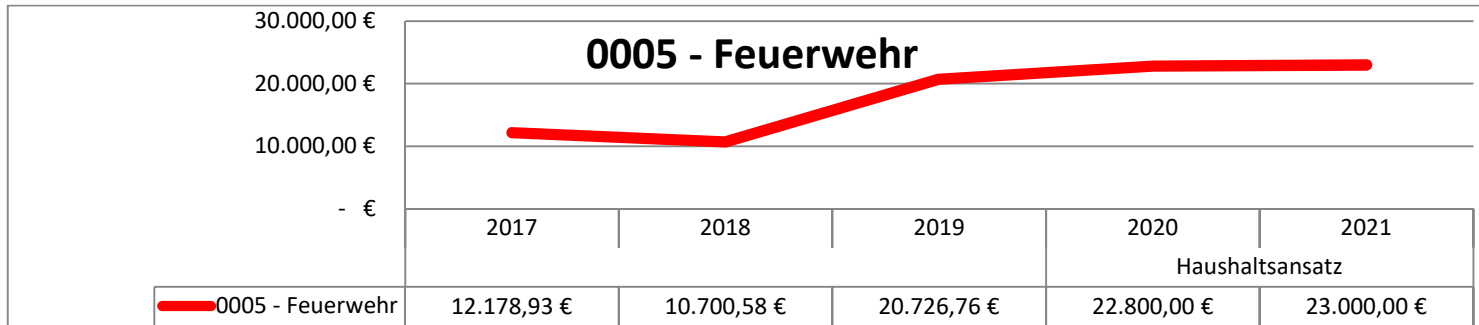 0005 - Feuerwehr
30.000,00 €
20.000,00 €
10.000,00 €
- €
2017 2018 2019 2020 2021
Haushaltsansatz
0005 - Feuerwehr 12.178,93 € 10.700,58 € 20.726,76 € 22.800,00 € 23.000,00 €